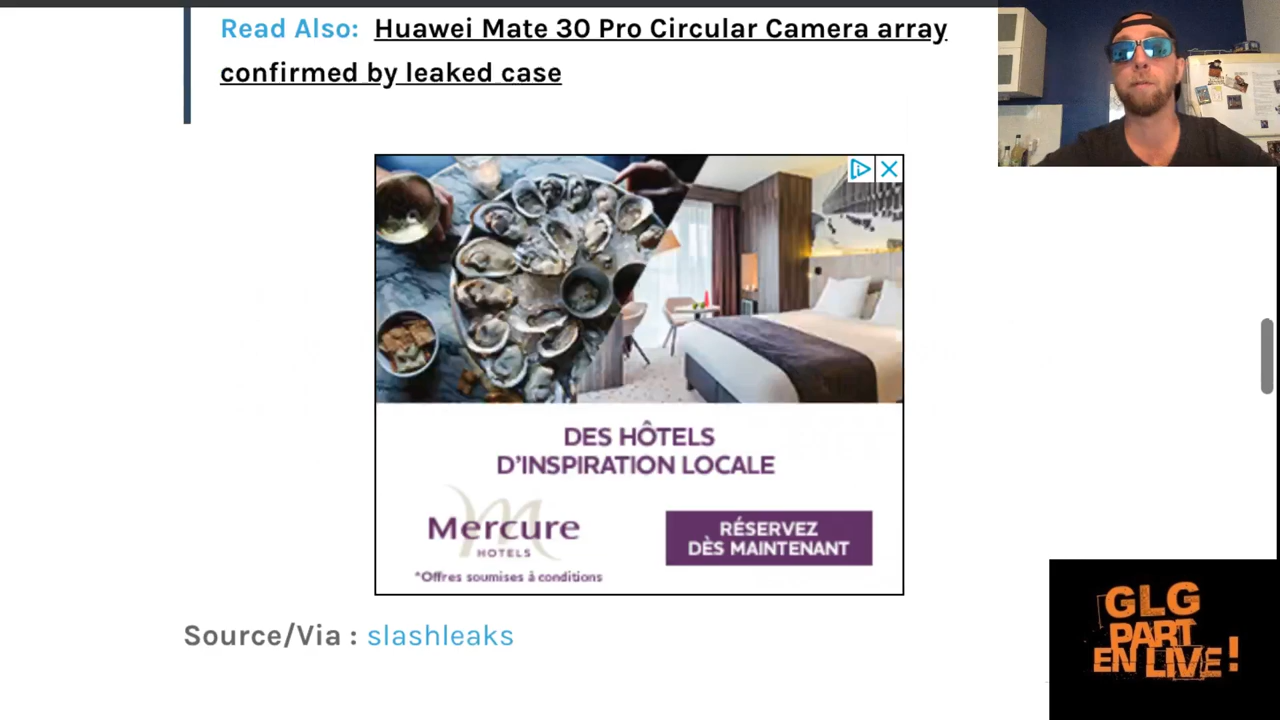 Read Also: Huawei Mate 30 Pro Circular Camera array
confirmed by leaked case
DES HÔTELS
D'INSPIRATION LOCALE
Mercure
HOTELS
RÉSERVEZ
DÈS MAINTENANT
*Offres soumises à conditions
Source/Via : slashleaks
GLG
PART
EN LIVE !